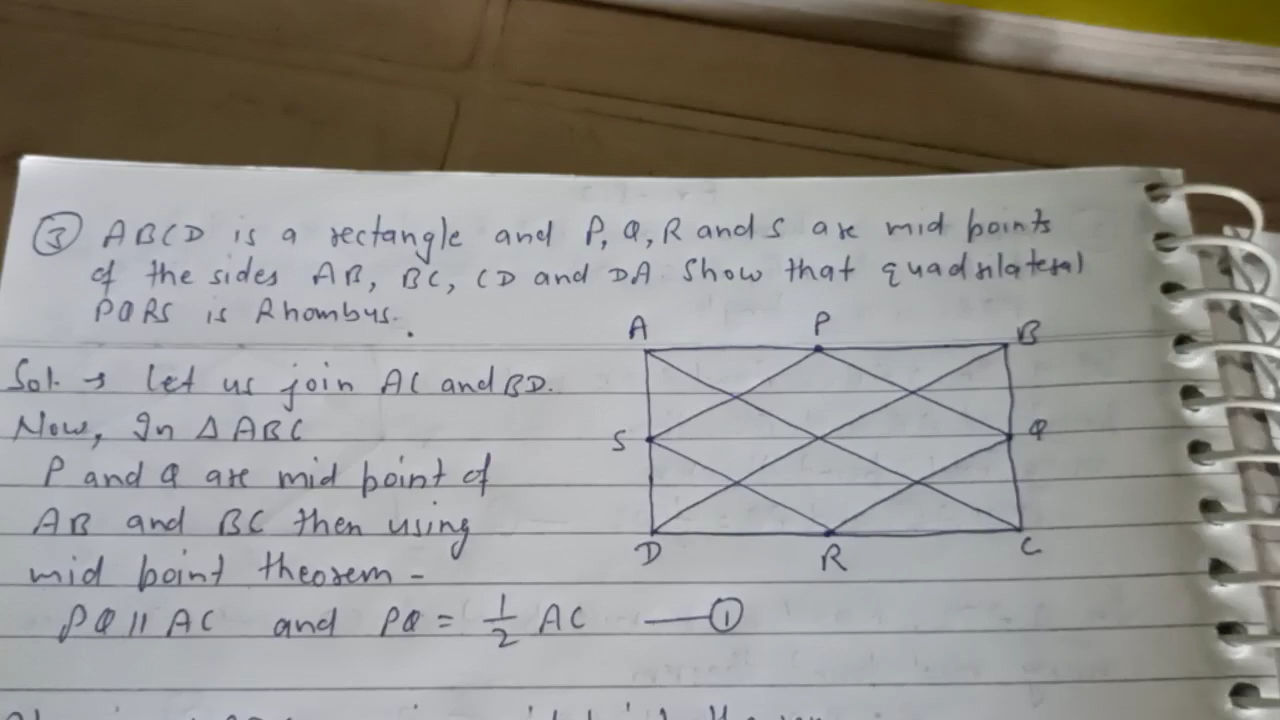 ③ ABCD is a rectangle and P, Q, R and S are mid points
of the sides AB, BC, CD and DA. Show that quadrilateral
PQRS is Rhombus.
A P B
Sol. → Let us join AC and BD.
Now, In △ ABC
S Q
P and Q are mid point of
AB and BC then using
D R C
mid point theorem -
PQ || AC and PQ = 1/2 AC —— ①